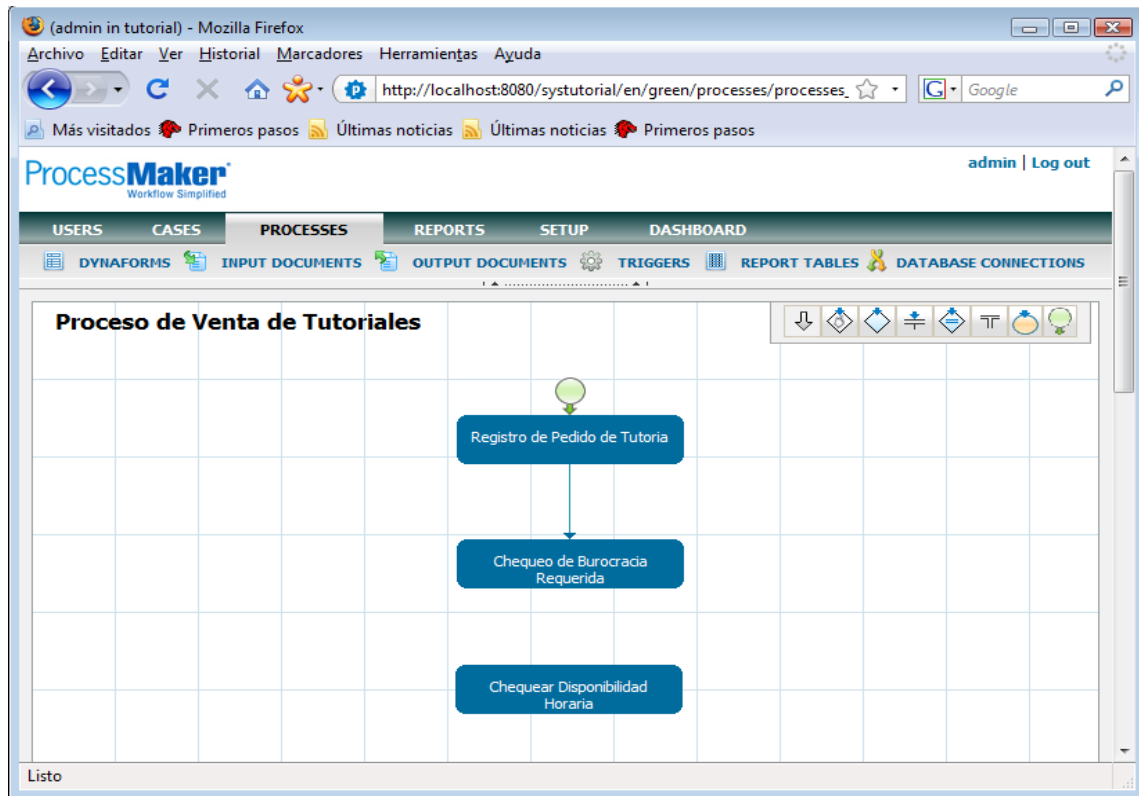 (admin in tutorial) - Mozilla Firefox
Archivo Editar Ver Historial Marcadores Herramientas Ayuda
http://localhost:8080/systutorial/en/green/processes/processes_ G Google
Más visitados Primeros pasos Últimas noticias Últimas noticias Primeros pasos
ProcessMaker
Workflow Simplified
admin | Log out
USERS CASES PROCESSES REPORTS SETUP DASHBOARD
DYNAFORMS INPUT DOCUMENTS OUTPUT DOCUMENTS TRIGGERS REPORT TABLES DATABASE CONNECTIONS
Proceso de Venta de Tutoriales
Registro de Pedido de Tutoria
Chequeo de Burocracia
Requerida
Chequear Disponibilidad
Horaria
Listo